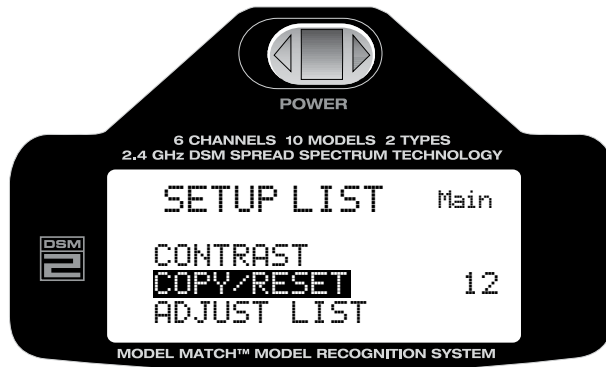 POWER
6 CHANNELS 10 MODELS 2 TYPES
2.4 GHz DSM SPREAD SPECTRUM TECHNOLOGY
SETUP LIST Main
CONTRAST
COPY/RESET 12
ADJUST LIST
DSM
2
MODEL MATCH™ MODEL RECOGNITION SYSTEM